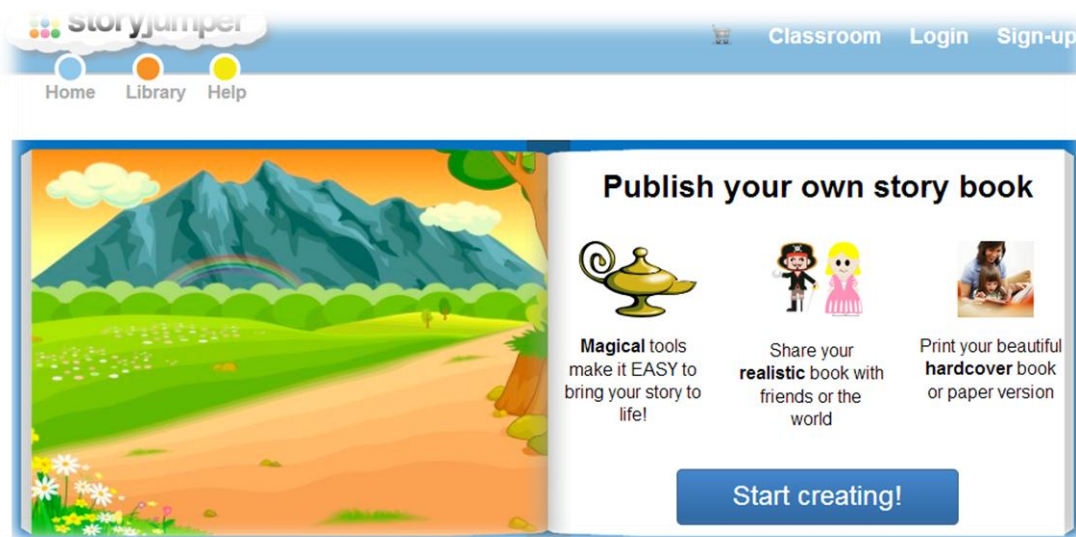 storyjumper
Classroom Login Sign-up
Home Library Help
Publish your own story book
Magical tools
make it EASY to
bring your story to
life!
Share your
realistic book with
friends or the
world
Print your beautiful
hardcover book
or paper version
Start creating!